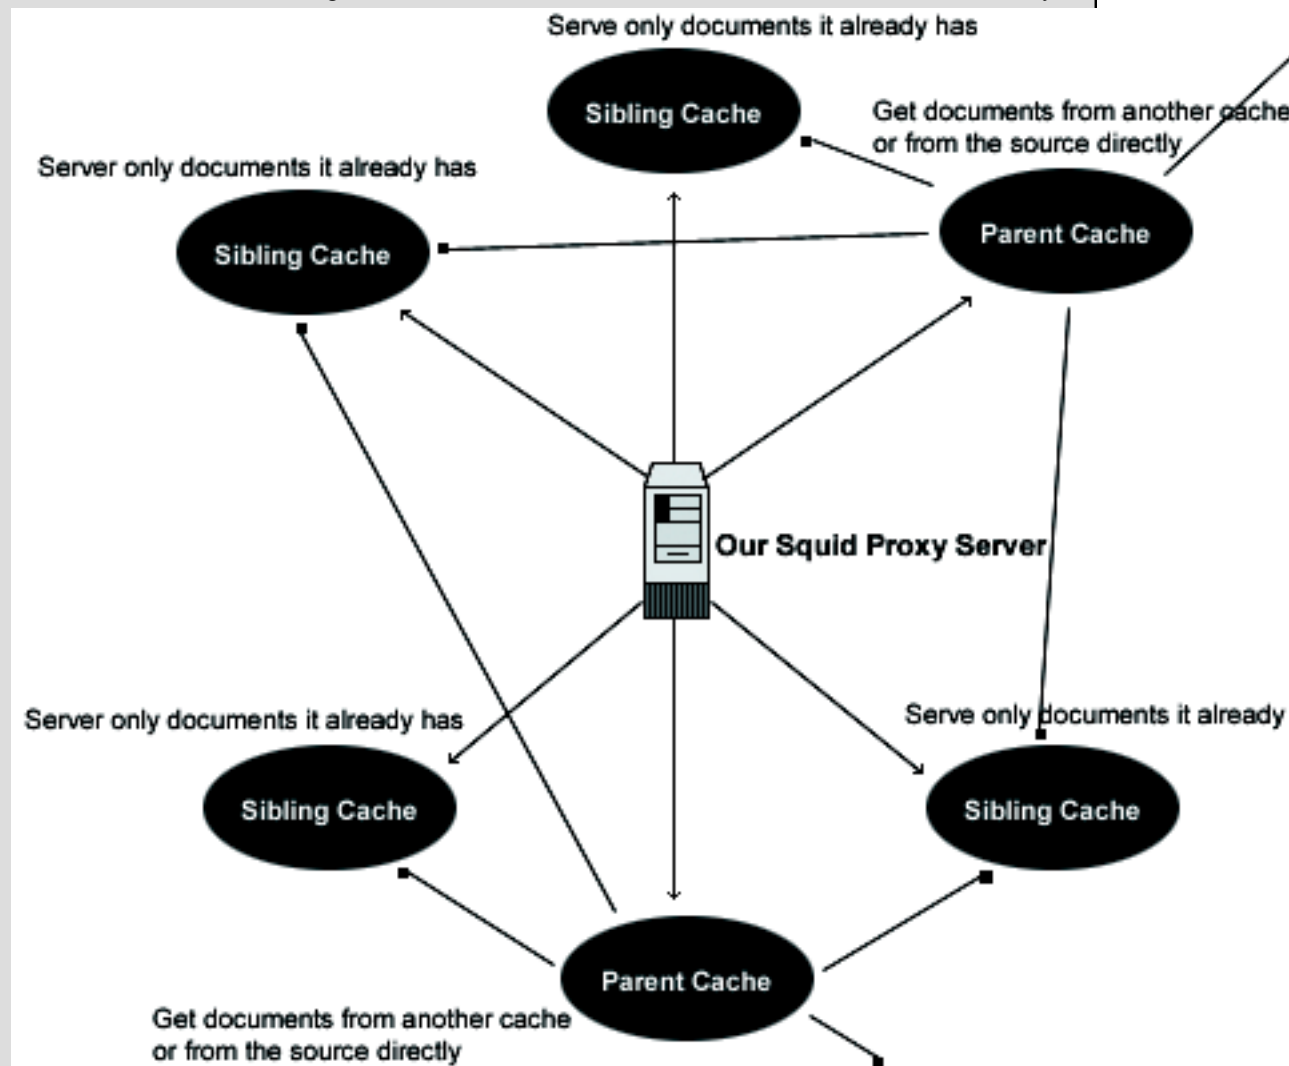 Serve only documents it already has
Sibling Cache
Get documents from another cache
or from the source directly
Server only documents it already has
Sibling Cache
Parent Cache
Our Squid Proxy Server
Server only documents it already has
Serve only documents it already
Sibling Cache
Sibling Cache
Parent Cache
Get documents from another cache
or from the source directly